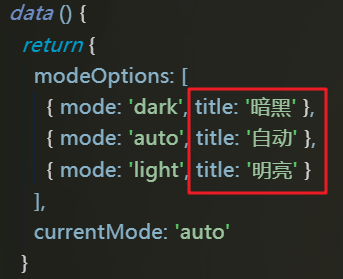 data () {
return {
modeOptions: [
{ mode: 'dark', title: '暗黑' },
{ mode: 'auto', title: '自动' },
{ mode: 'light', title: '明亮' }
],
currentMode: 'auto'
}